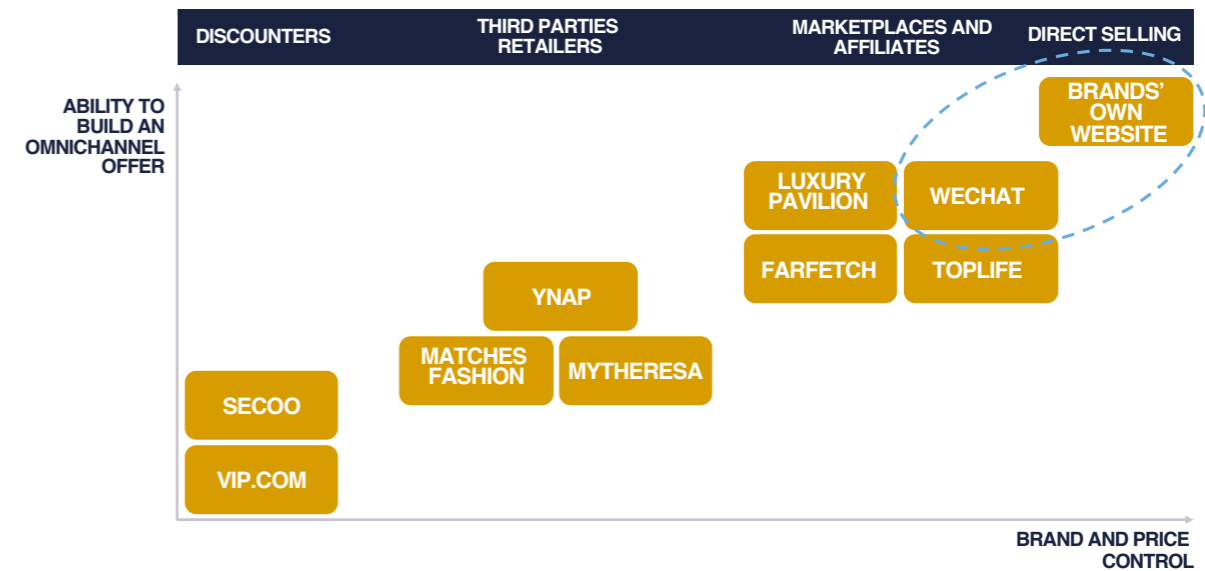 DISCOUNTERS
THIRD PARTIES
RETAILERS
MARKETPLACES AND
AFFILIATES
DIRECT SELLING
ABILITY TO
BUILD AN
OMNICHANNEL
OFFER
BRANDS’
OWN
WEBSITE
LUXURY
PAVILION
WECHAT
FARFETCH
TOPLIFE
YNAP
MATCHES
FASHION
MYTHERESA
SECOO
VIP.COM
BRAND AND PRICE
CONTROL